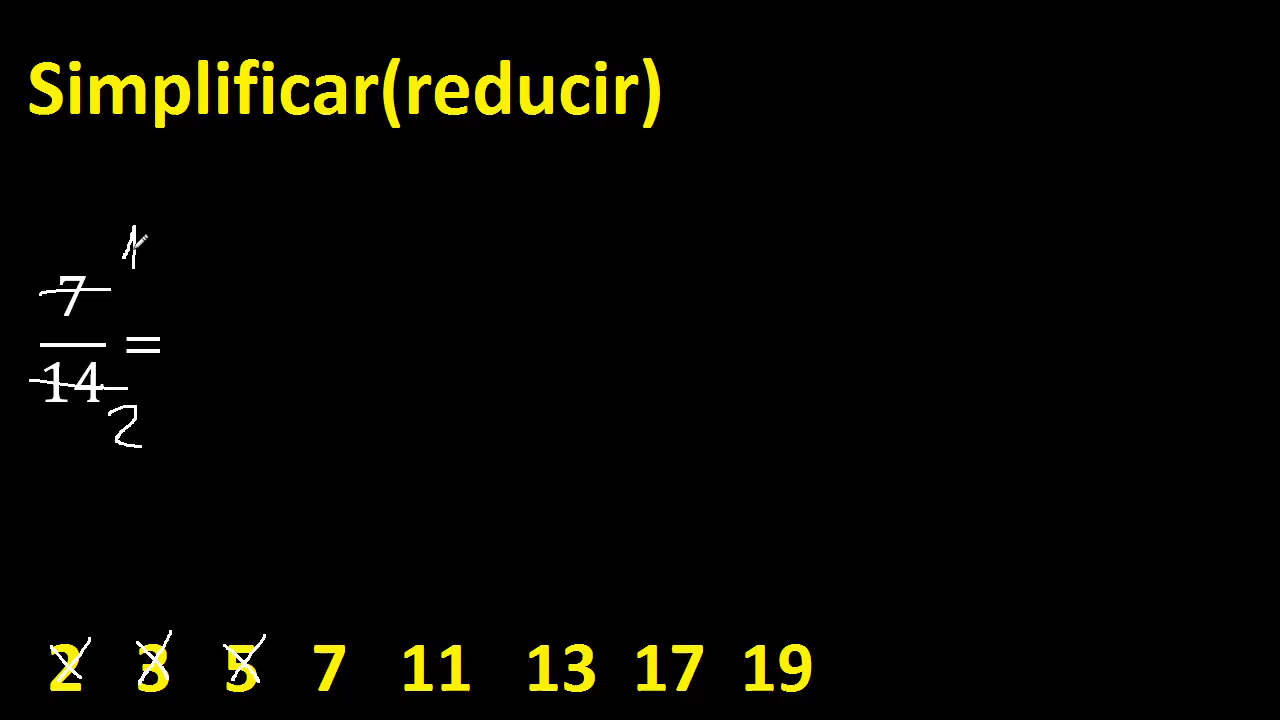 Simplificar(reducir)
1
7
14 =
2
2 3 5 7 11 13 17 19